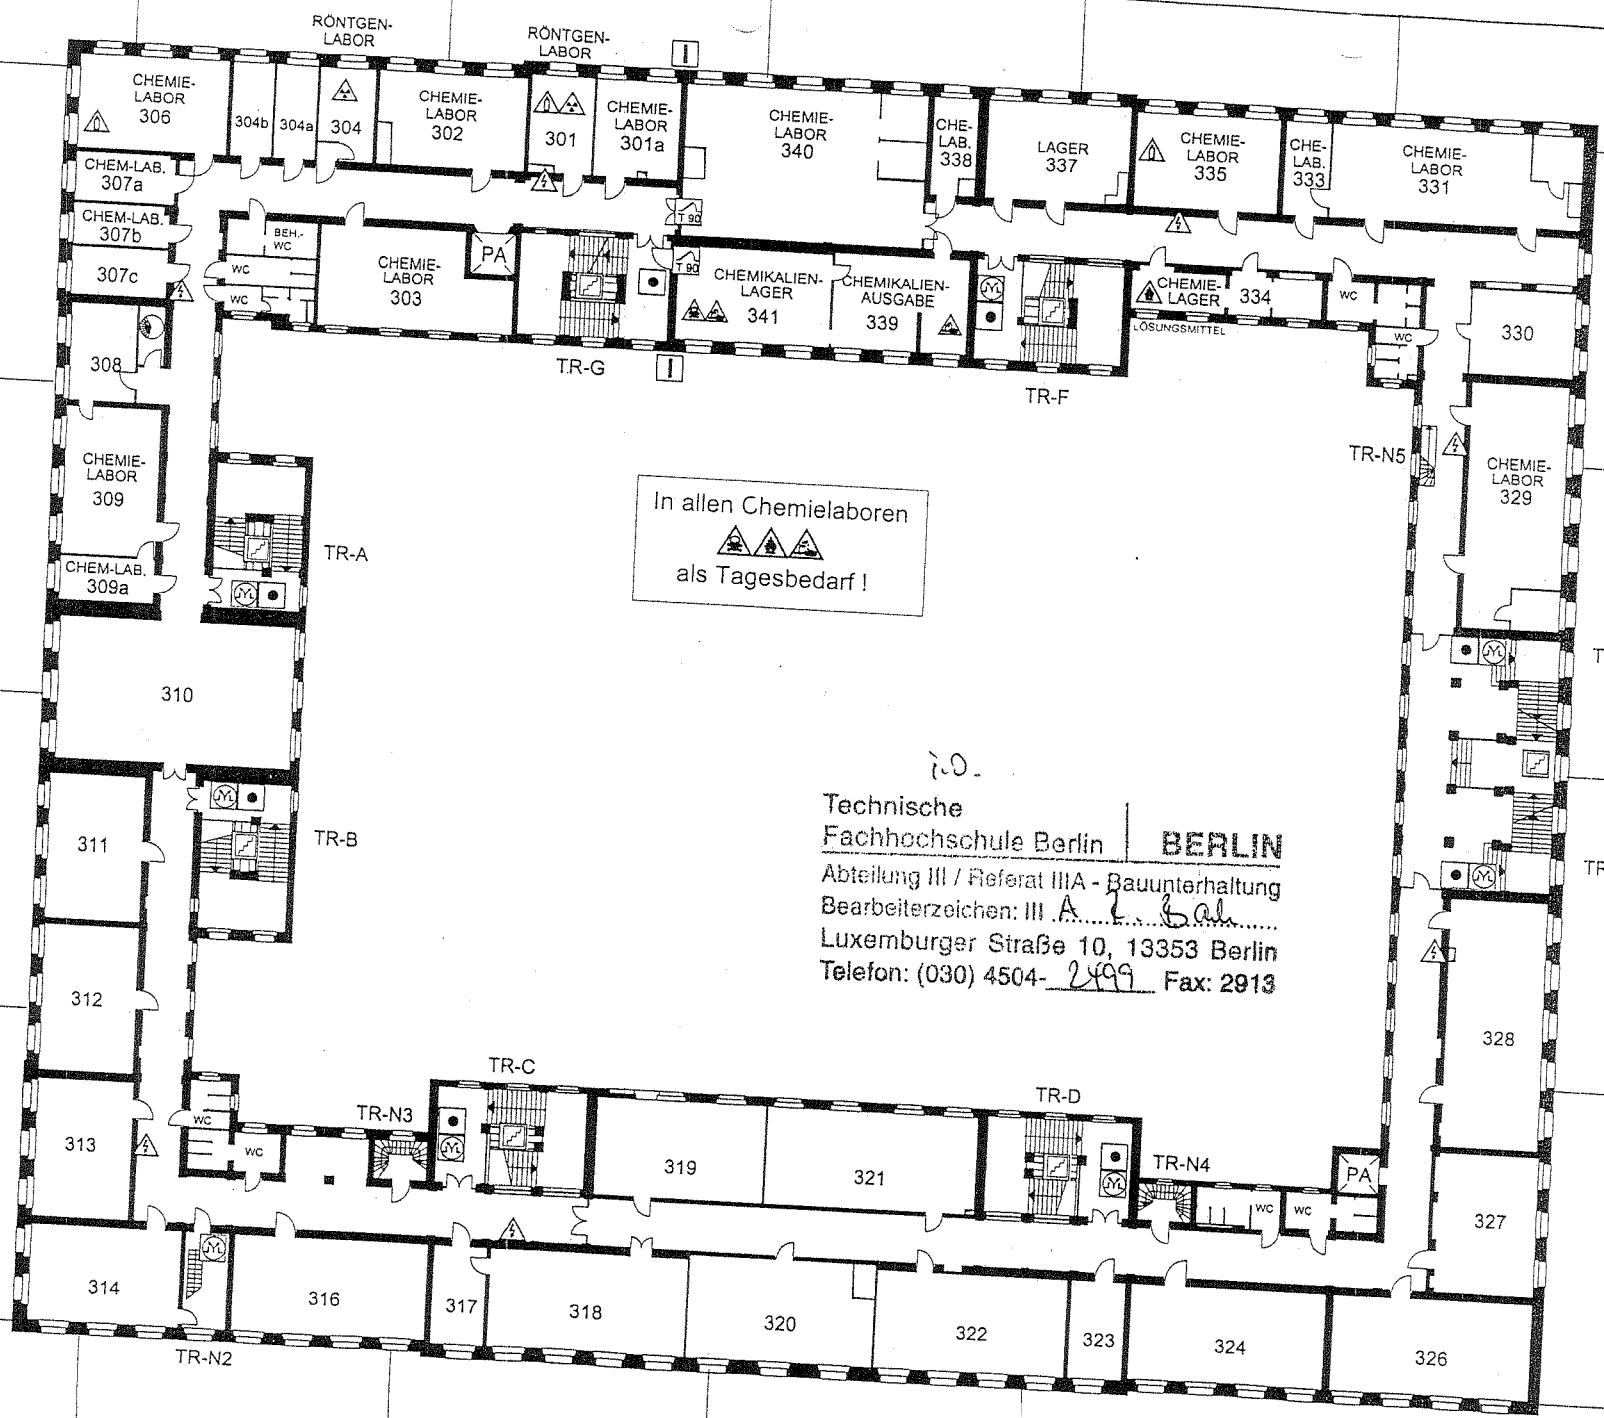 RÖNTGEN-
LABOR
RÖNTGEN-
LABOR
I
CHEMIE-
LABOR
306
304b
304a
304
CHEMIE-
LABOR
302
301
CHEMIE-
LABOR
301a
CHEMIE-
LABOR
340
CHE-
LAB.
338
LAGER
337
CHEMIE-
LABOR
335
CHE-
LAB.
333
CHEMIE-
LABOR
331
CHEM-LAB.
307a
CHEM-LAB.
307b
307c
BEH.-
WC
WC
WC
CHEMIE-
LABOR
303
PA
T 90
T 90
CHEMIKALIEN-
LAGER
341
CHEMIKALIEN-
AUSGABE
339
CHEMIE-
LAGER
334
LÖSUNGSMITTEL
WC
WC
330
308
TR-G
I
TR-F
TR-N5
CHEMIE-
LABOR
329
CHEMIE-
LABOR
309
CHEM-LAB.
309a
TR-A
In allen Chemielaboren
als Tagesbedarf !
310
T
311
TR-B
i.O.
Technische
Fachhochschule Berlin
BERLIN
Abteilung III / Referat IIIA - Bauunterhaltung
Bearbeiterzeichen: III A
Luxemburger Straße 10, 13353 Berlin
Telefon: (030) 4504- 2499 Fax: 2913
TR
312
328
TR-C
TR-D
TR-N3
313
WC
WC
319
321
TR-N4
WC
WC
PA
327
314
316
317
318
320
322
323
324
326
TR-N2